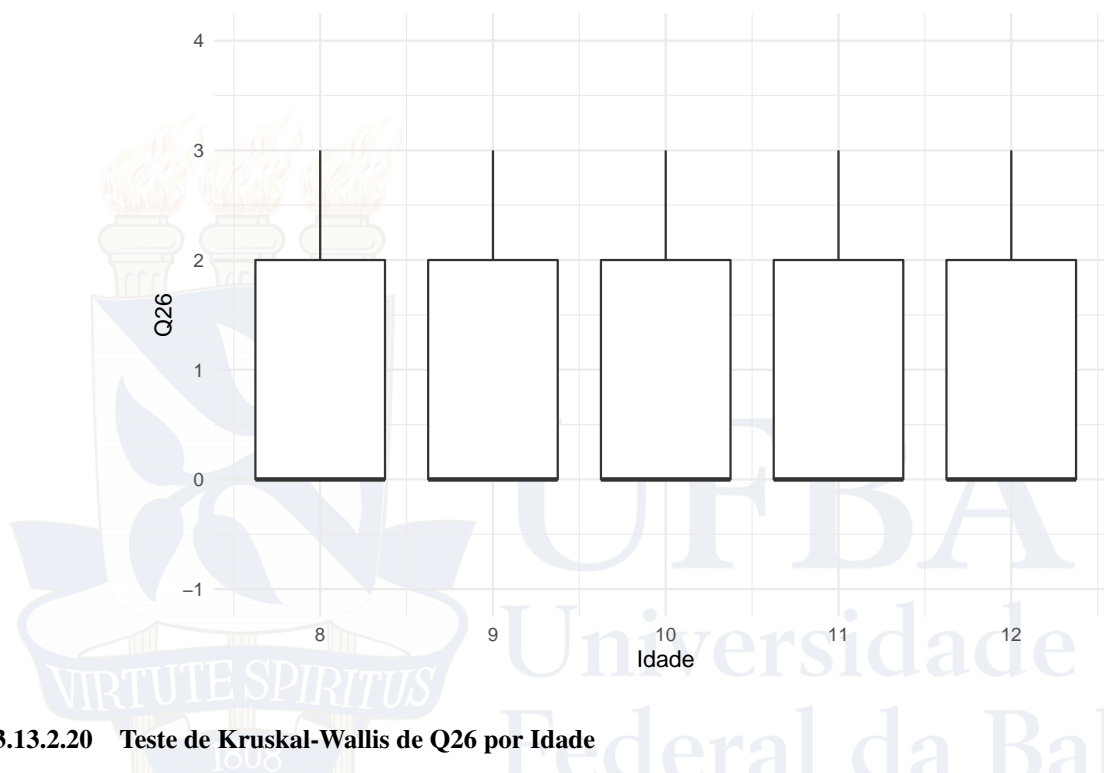 4
3
2
1
0
−1
Q26
8 9 10 11 12
Idade
UFBA
Universidade
Federal da Ba
VIRTUTE SPIRITUS
1808
3.13.2.20 Teste de Kruskal-Wallis de Q26 por Idade